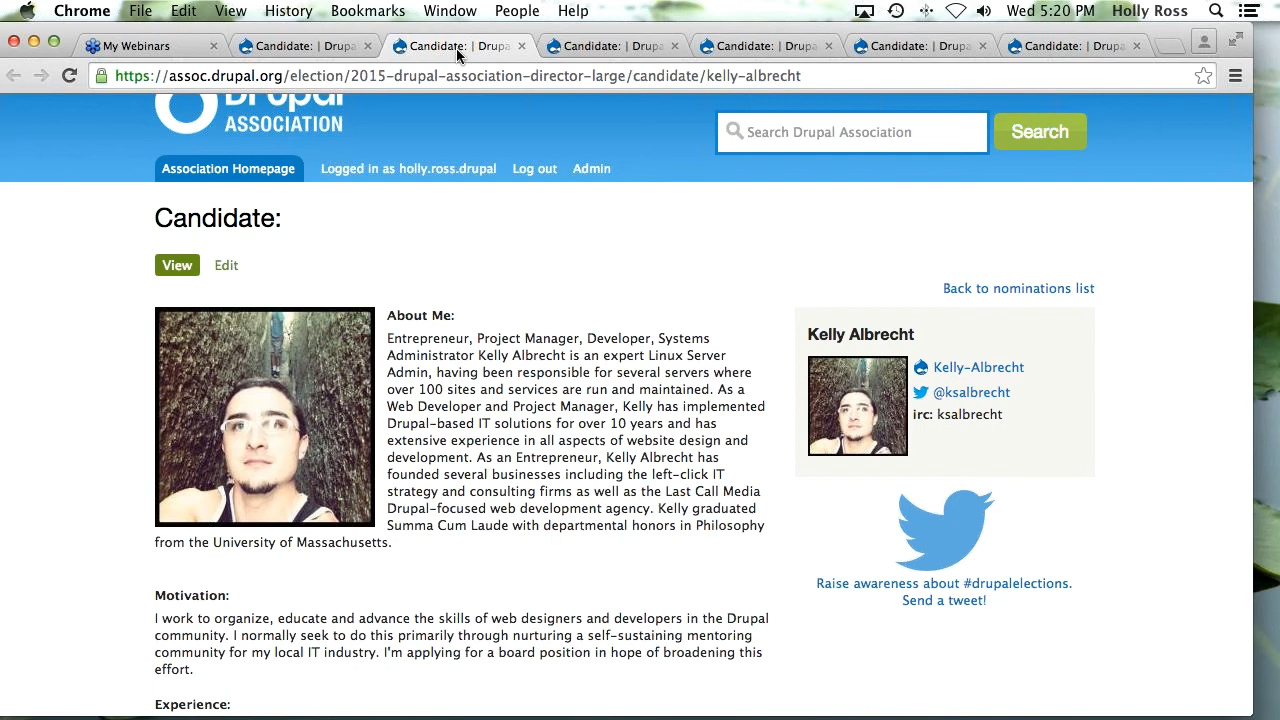 Chrome File Edit View History Bookmarks Window People Help Wed 5:20 PM Holly Ross
My Webinars Candidate: | Drupa Candidate: | Drupa Candidate: | Drupa Candidate: | Drupa Candidate: | Drupa Candidate: | Drupa
https://assoc.drupal.org/election/2015-drupal-association-director-large/candidate/kelly-albrecht
Drupal
ASSOCIATION
Search Drupal Association Search
Association Homepage Logged in as holly.ross.drupal Log out Admin
Candidate:
View Edit
Back to nominations list
About Me:
Entrepreneur, Project Manager, Developer, Systems
Administrator Kelly Albrecht is an expert Linux Server
Admin, having been responsible for several servers where
over 100 sites and services are run and maintained. As a
Web Developer and Project Manager, Kelly has implemented
Drupal-based IT solutions for over 10 years and has
extensive experience in all aspects of website design and
development. As an Entrepreneur, Kelly Albrecht has
founded several businesses including the left-click IT
strategy and consulting firms as well as the Last Call Media
Drupal-focused web development agency. Kelly graduated
Summa Cum Laude with departmental honors in Philosophy
from the University of Massachusetts.
Kelly Albrecht
Kelly-Albrecht
@ksalbrecht
irc: ksalbrecht
Raise awareness about #drupalelections.
Send a tweet!
Motivation:
I work to organize, educate and advance the skills of web designers and developers in the Drupal
community. I normally seek to do this primarily through nurturing a self-sustaining mentoring
community for my local IT industry. I'm applying for a board position in hope of broadening this
effort.
Experience: